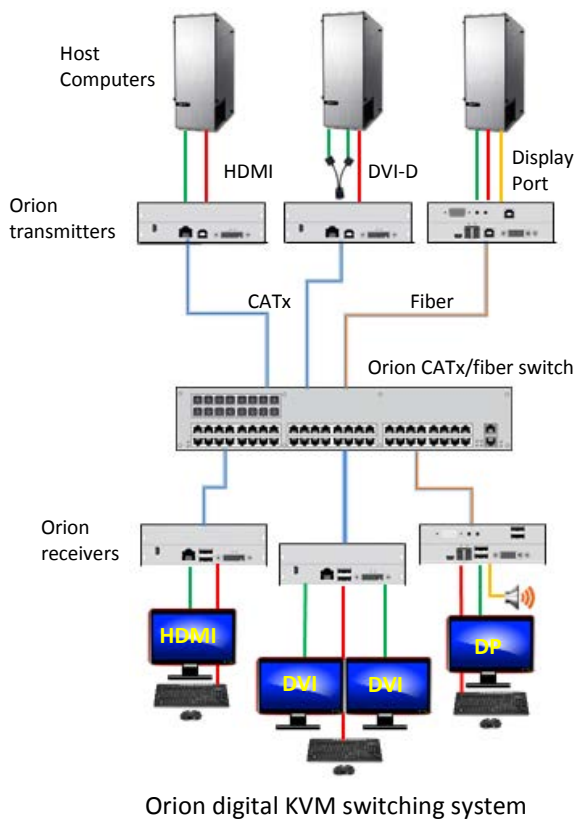 Host
Computers
HDMI
DVI-D
Display
Port
Orion
transmitters
CATx
Fiber
Orion CATx/fiber switch
Orion
receivers
HDMI
DVI
DVI
DP
Orion digital KVM switching system